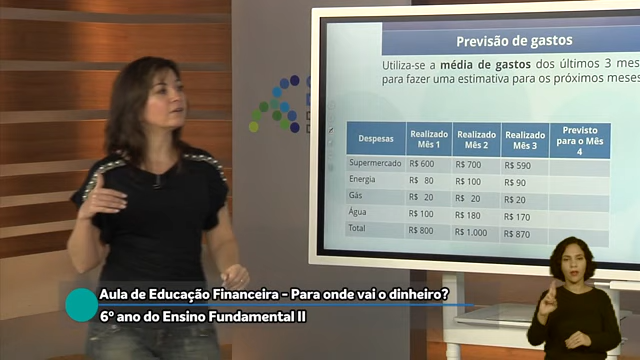 Previsão de gastos
Utiliza-se a média de gastos dos últimos 3 mes
para fazer uma estimativa para os próximos meses
Despesas Realizado Mês 1 Realizado Mês 2 Realizado Mês 3 Previsto para o Mês 4
Supermercado R$ 600 R$ 700 R$ 590
Energia R$ 80 R$ 100 R$ 90
Gás R$ 20 R$ 20 R$ 20
Água R$ 100 R$ 180 R$ 170
Total R$ 800 R$ 1.000 R$ 870
Aula de Educação Financeira - Para onde vai o dinheiro?
6º ano do Ensino Fundamental II